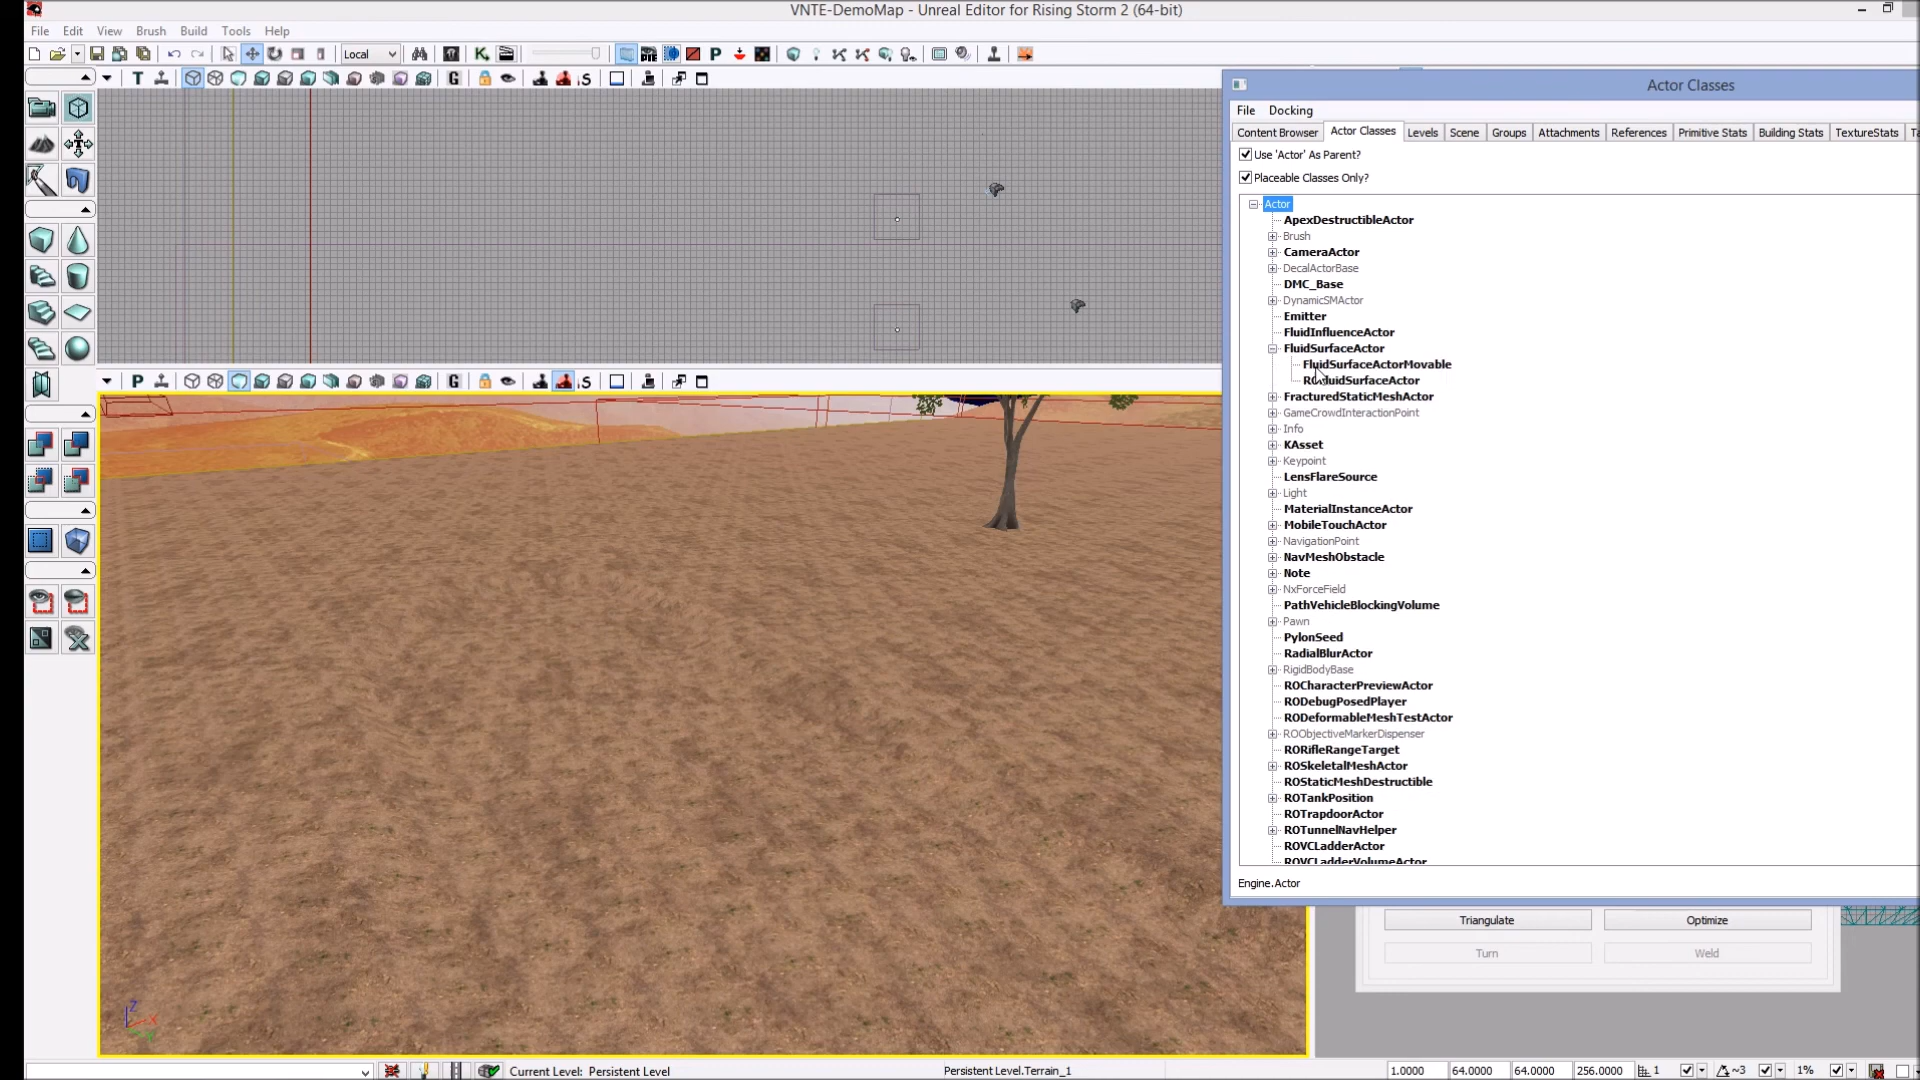 VNTE-DemoMap - Unreal Editor for Rising Storm 2 (64-bit)
File Edit View Brush Build Tools Help
Local
T G S
Actor Classes
File Docking
Content Browser Actor Classes Levels Scene Groups Attachments References Primitive Stats Building Stats TextureStats
Use 'Actor' As Parent?
Placeable Classes Only?
Actor
ApexDestructibleActor
Brush
CameraActor
DecalActorBase
DMC_Base
DynamicSMActor
Emitter
FluidInfluenceActor
FluidSurfaceActor
FluidSurfaceActorMovable
ROFluidSurfaceActor
FracturedStaticMeshActor
GameCrowdInteractionPoint
Info
KAsset
Keypoint
LensFlareSource
Light
MaterialInstanceActor
MobileTouchActor
NavigationPoint
NavMeshObstacle
Note
NxForceField
PathVehicleBlockingVolume
Pawn
PylonSeed
RadialBlurActor
RigidBodyBase
ROCharacterPreviewActor
RODebugPosedPlayer
RODeformableMeshTestActor
ROObjectiveMarkerDispenser
RORifleRangeTarget
ROSkeletalMeshActor
ROStaticMeshDestructible
ROTankPosition
ROTrapdoorActor
ROTunnelNavHelper
ROVCLadderActor
ROVCLadderVolumeActor
Engine.Actor
P G S
Triangulate Optimize
Turn Weld
Z X
Current Level: Persistent Level Persistent Level.Terrain_1 1.0000 64.0000 64.0000 256.0000 1 ~3 1%